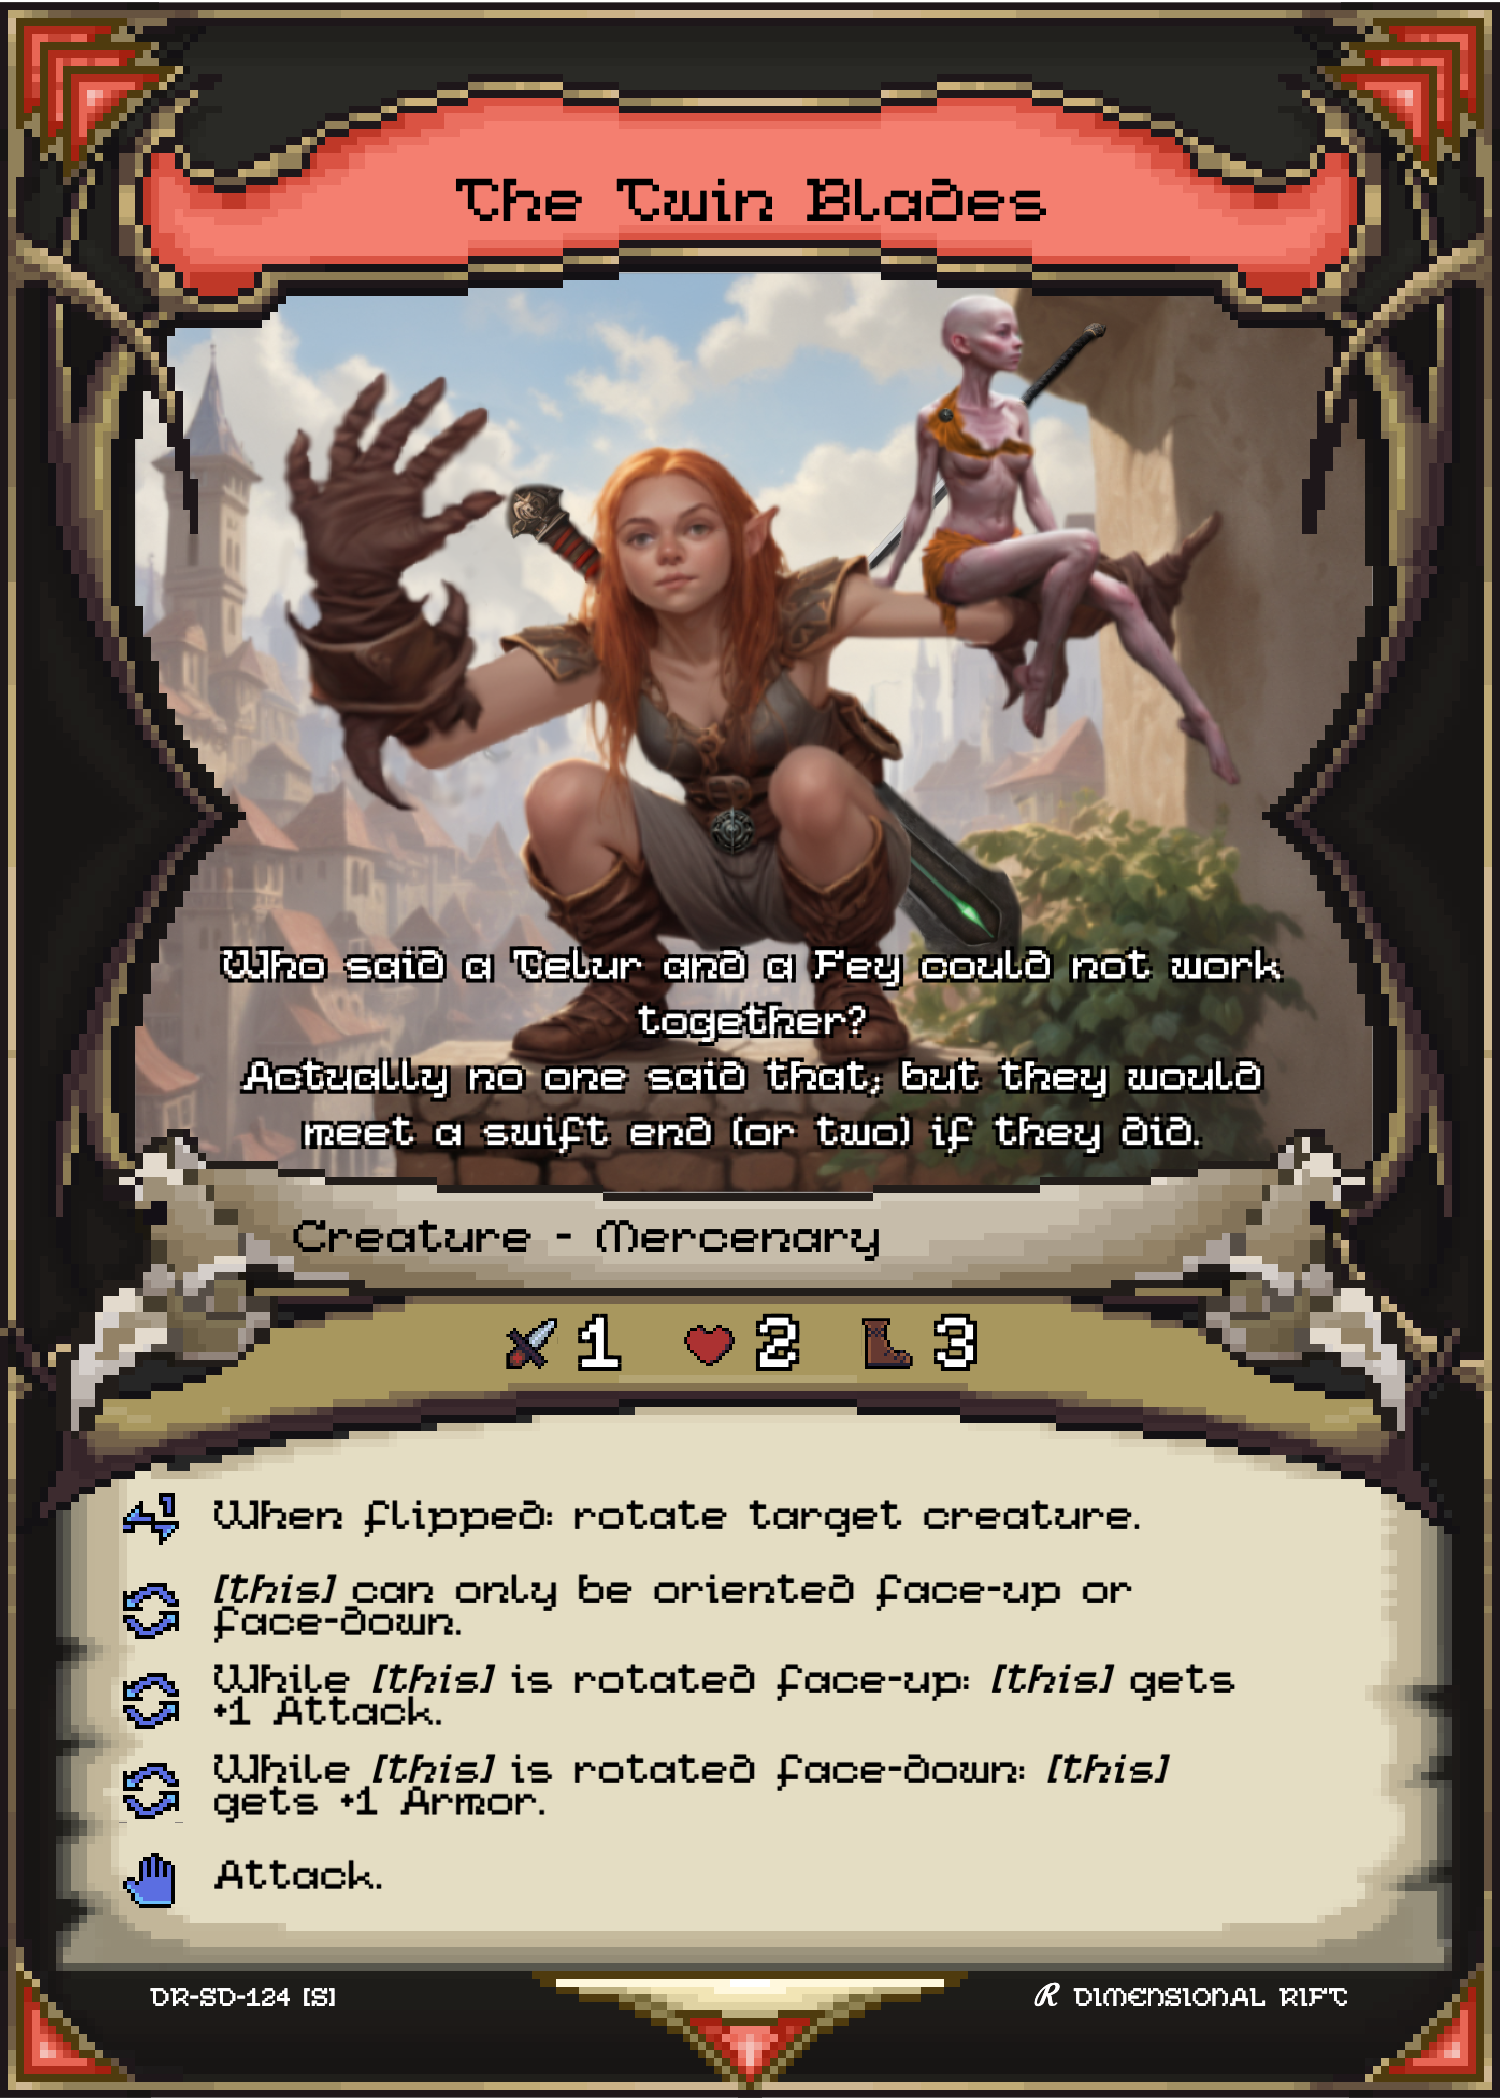 The Twin Blades
Who said a Telur and a Fey could not work
together?
Actually no one said that; but they would
meet a swift end (or two) if they did.
Creature - Mercenary
1 2 3
When flipped: rotate target creature.
[this] can only be oriented face-up or
face-down.
While [this] is rotated face-up: [this] gets
+1 Attack.
While [this] is rotated face-down: [this]
gets +1 Armor.
Attack.
DR-SD-124 [S]
R DIMENSIONAL RIFT